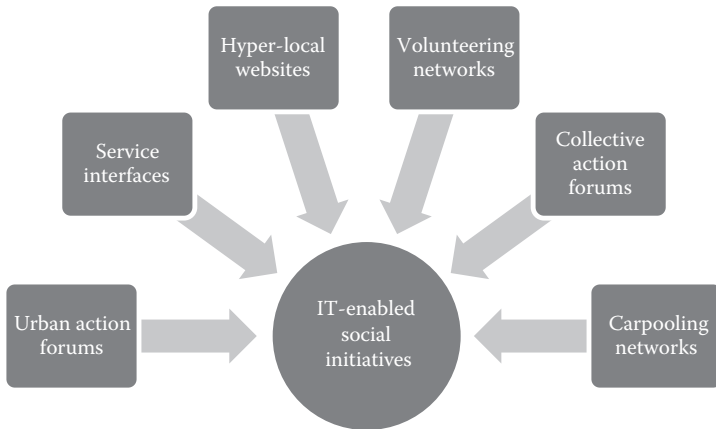 Hyper-local
websites
Volunteering
networks
Service
interfaces
Collective
action
forums
Urban action
forums
IT-enabled
social
initiatives
Carpooling
networks